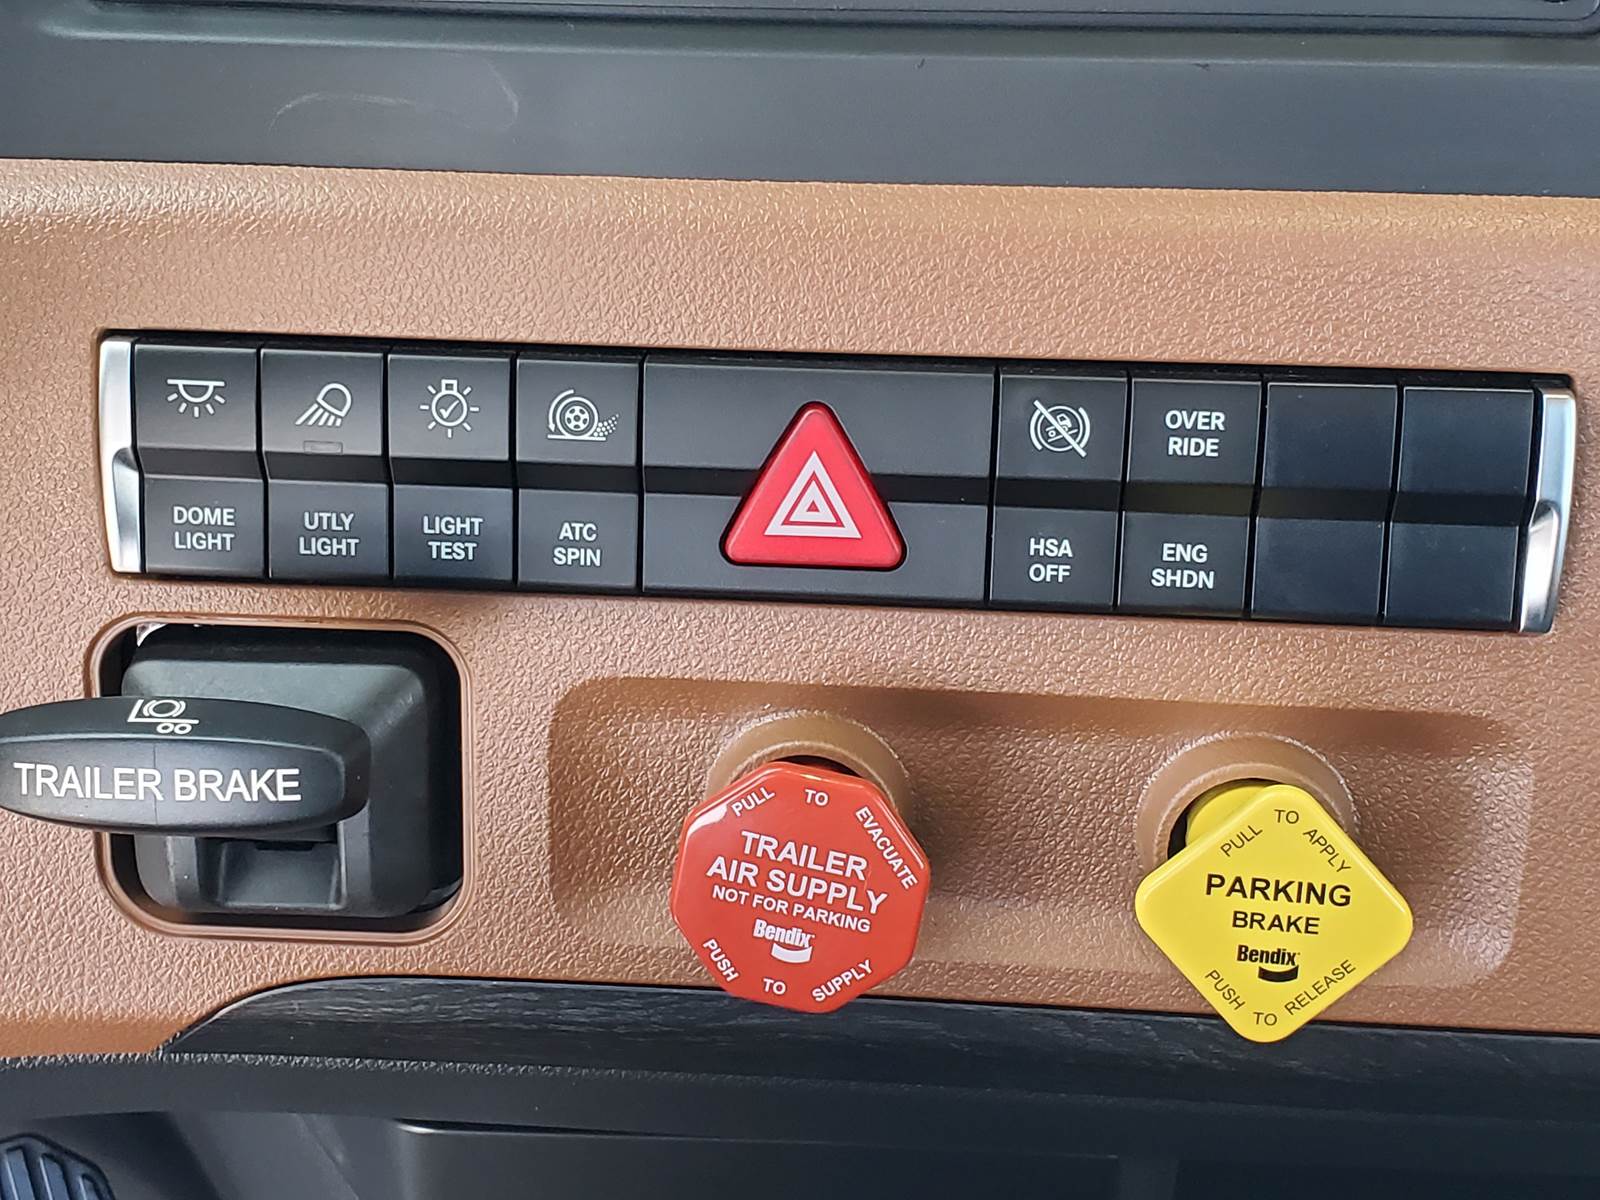 OVER
RIDE
DOME
LIGHT
UTLY
LIGHT
LIGHT
TEST
ATC
SPIN
HSA
OFF
ENG
SHDN
TRAILER BRAKE
PULL TO EVACUATE
TRAILER
AIR SUPPLY
NOT FOR PARKING
Bendix
PUSH TO SUPPLY
PULL TO APPLY
PARKING
BRAKE
Bendix
PUSH TO RELEASE